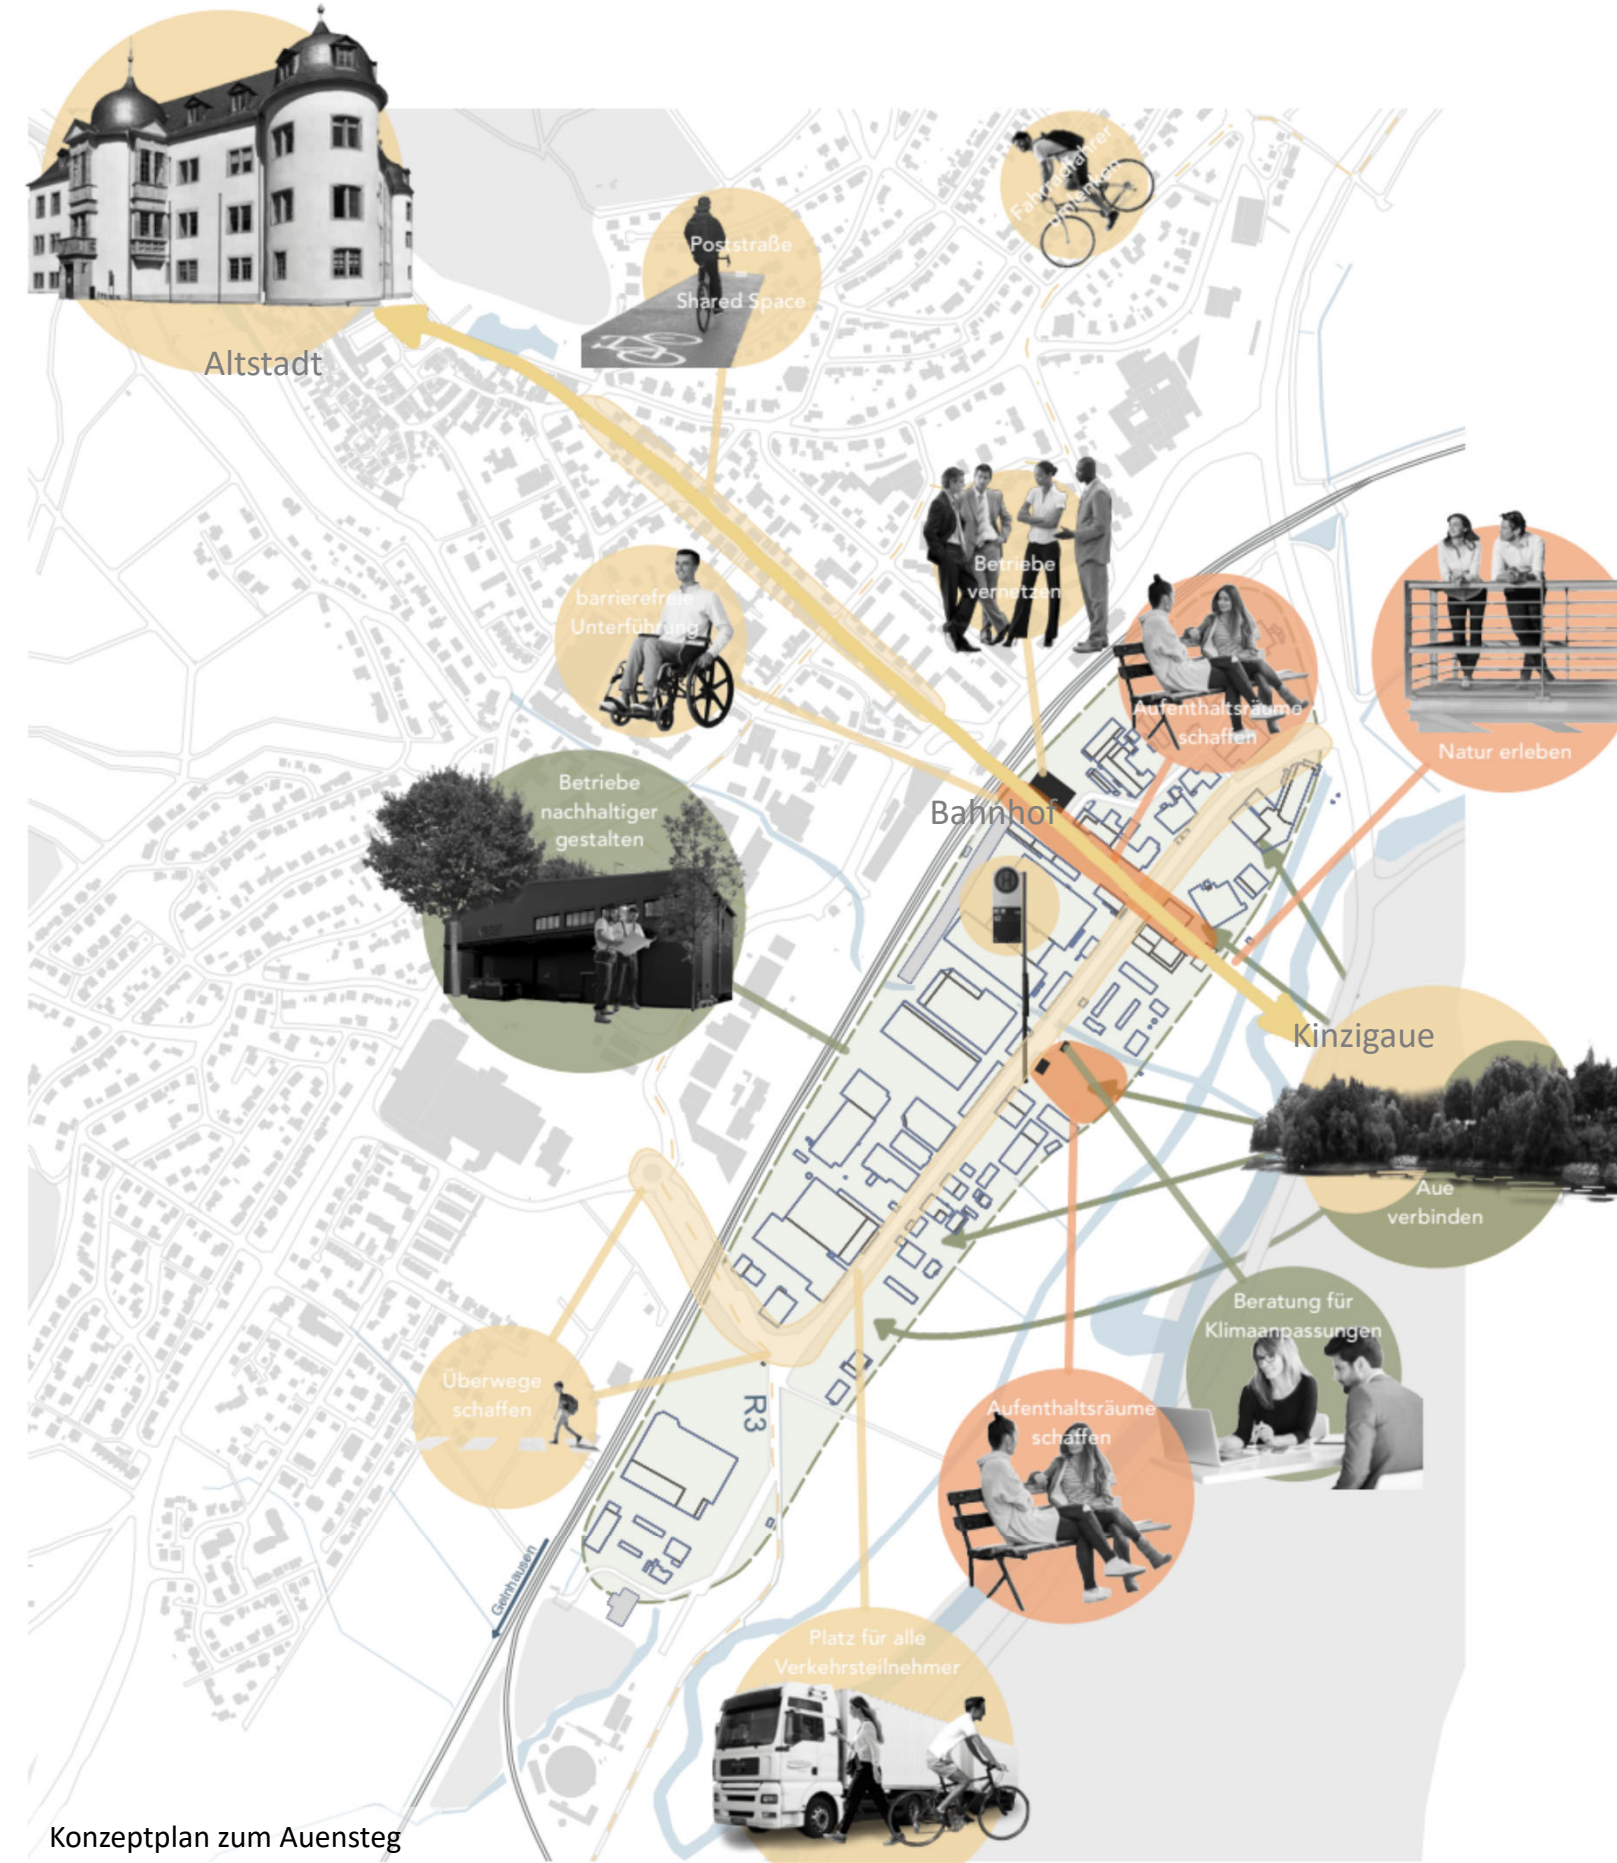 Fahrradfahrer
umlenken
Poststraße
Shared Space
Altstadt
Betriebe
vernetzen
barrierefreie
Unterführung
Aufenthaltsräume
schaffen
Natur erleben
Betriebe
nachhaltiger
gestalten
Bahnhof
H
Kinzigaue
Aue
verbinden
Beratung für
Klimaanpassungen
Überwege
schaffen
R3
Aufenthaltsräume
schaffen
Gelnhausen
Platz für alle
Verkehrsteilnehmer
Konzeptplan zum Auensteg